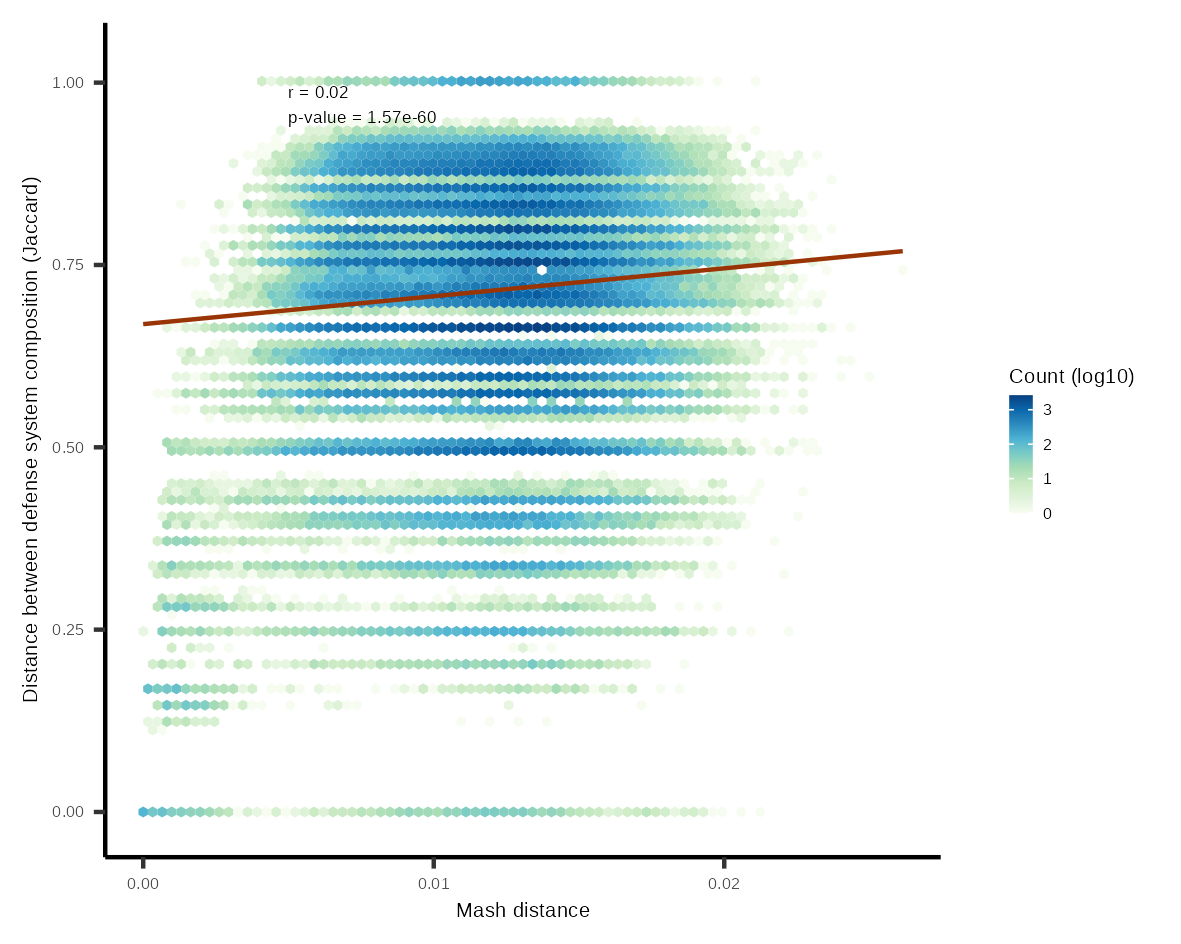 1.00
r = 0.02
p-value = 1.57e-60
0.75
0.50
0.25
0.00
Distance between defense system composition (Jaccard)
0.00 0.01 0.02
Mash distance
Count (log10)
3
2
1
0